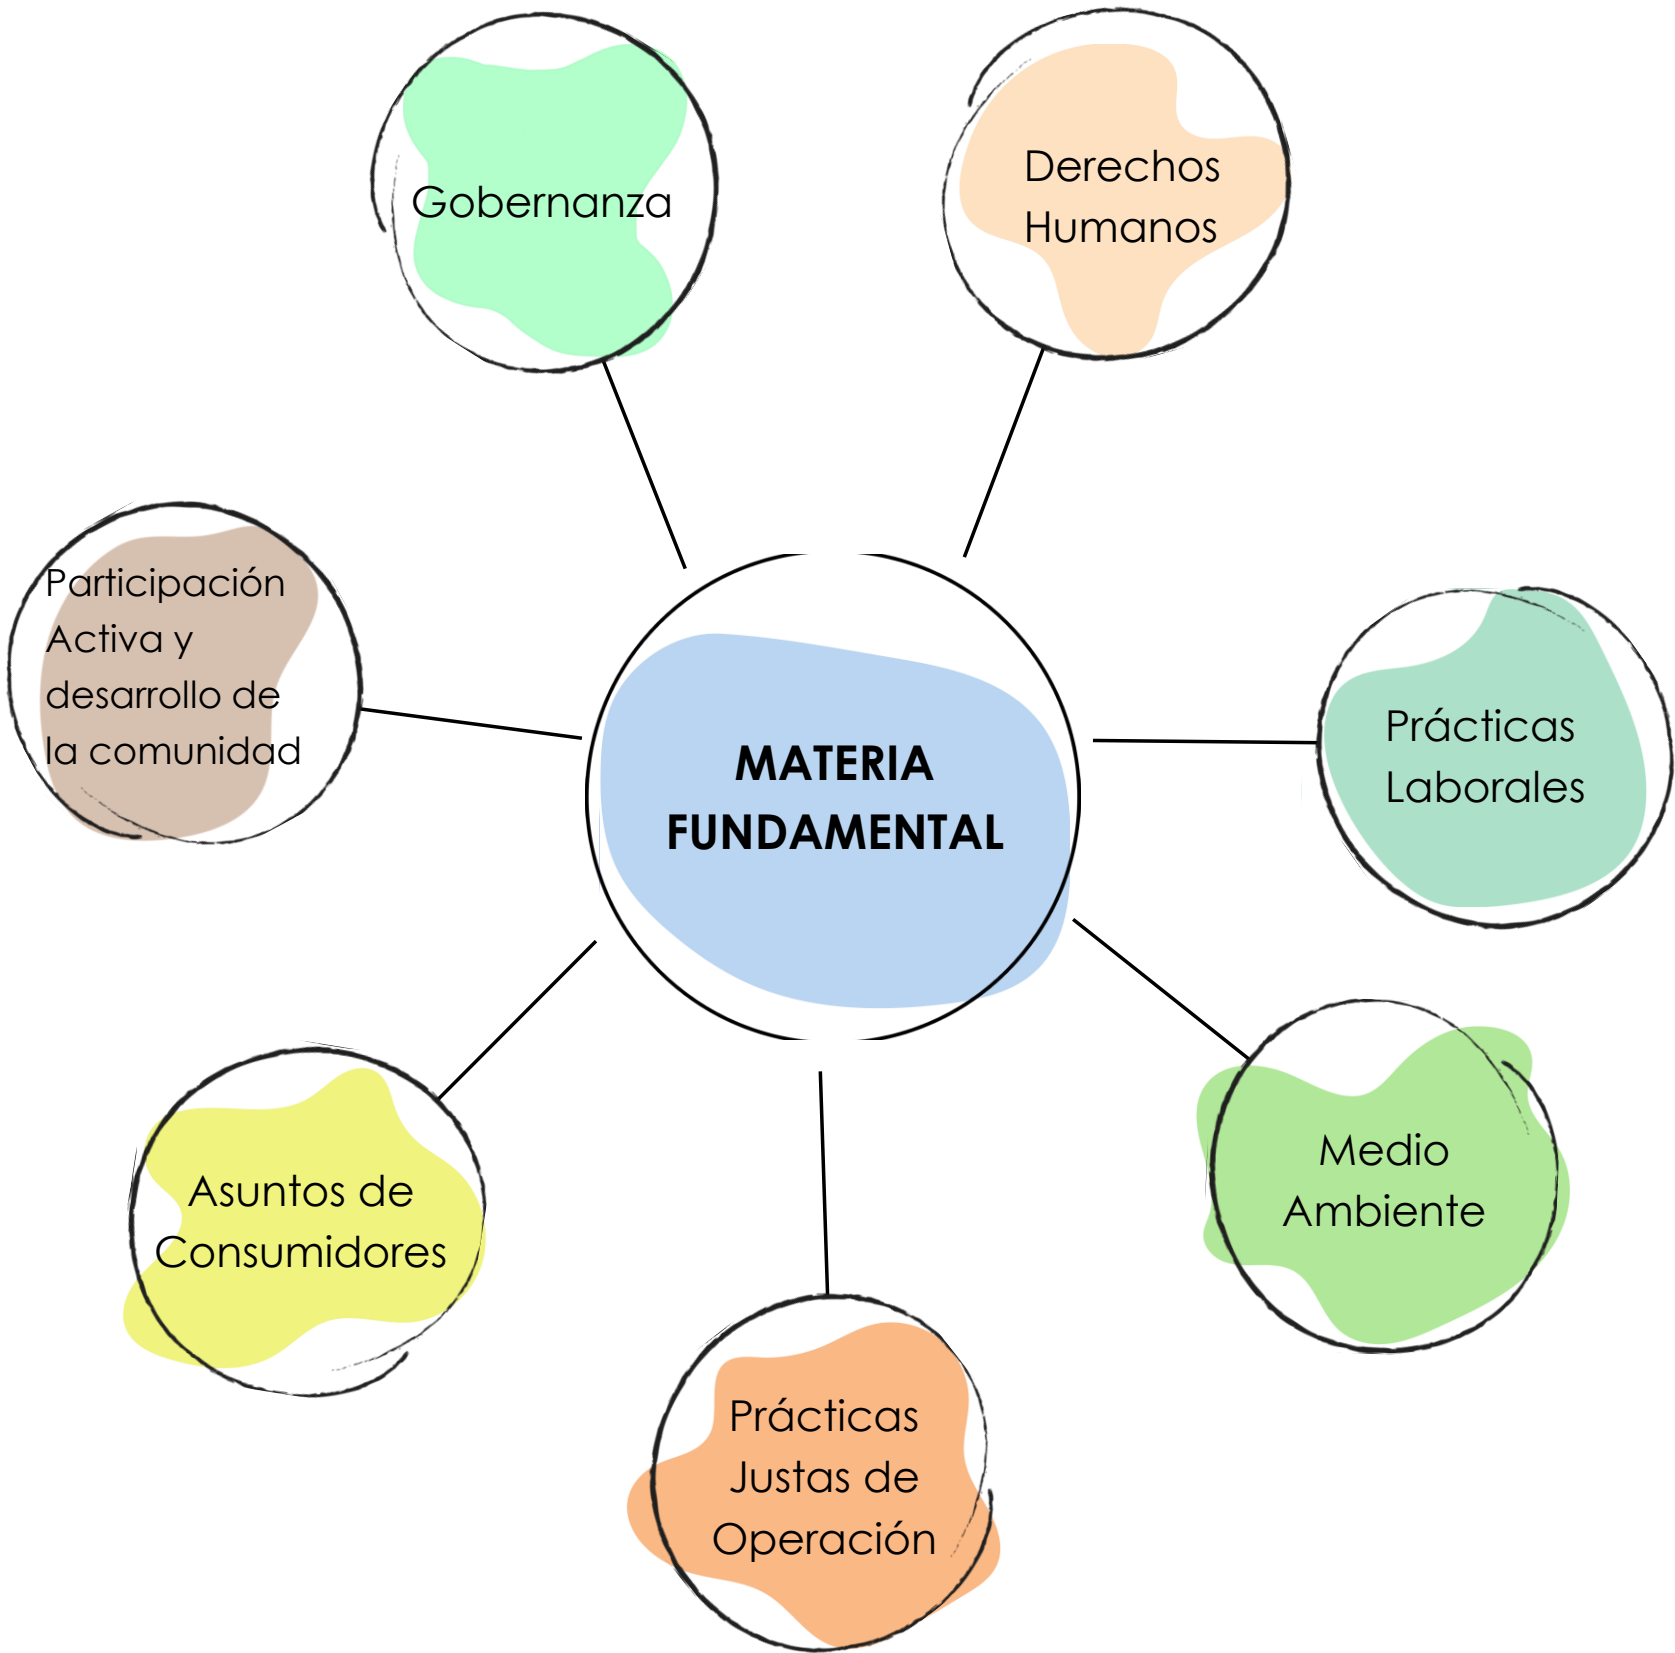 Gobernanza
Derechos
Humanos
Participación
Activa y
desarrollo de
la comunidad
MATERIA
FUNDAMENTAL
Prácticas
Laborales
Asuntos de
Consumidores
Medio
Ambiente
Prácticas
Justas de
Operación